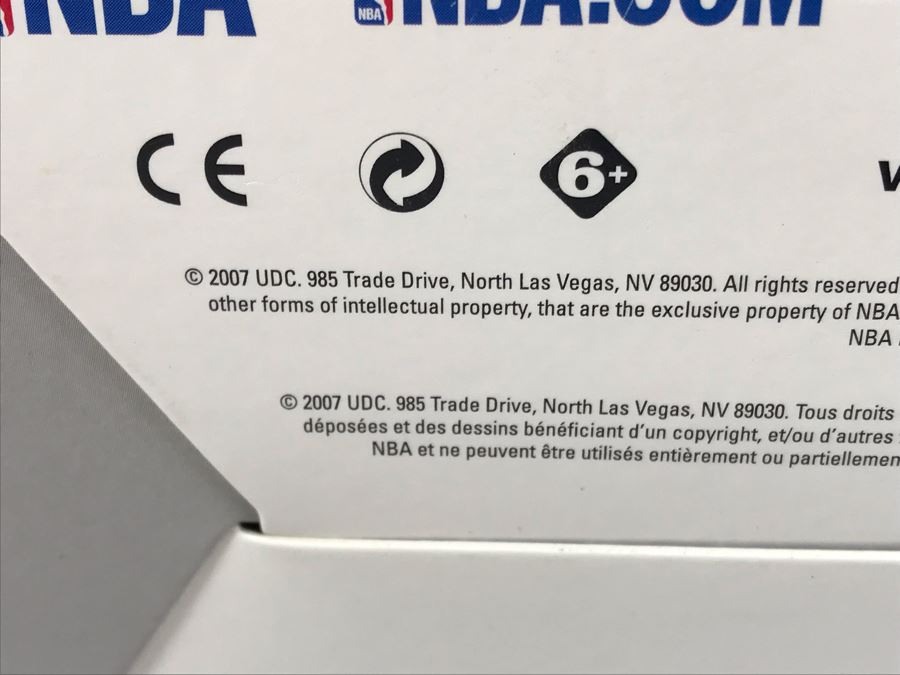 NBA NBA NBA.COM
CE 6+
© 2007 UDC. 985 Trade Drive, North Las Vegas, NV 89030. All rights reserved
other forms of intellectual property, that are the exclusive property of NBA
NBA
© 2007 UDC. 985 Trade Drive, North Las Vegas, NV 89030. Tous droits
déposées et des dessins bénéficiant d'un copyright, et/ou d'autres
NBA et ne peuvent être utilisés entièrement ou partiellemen